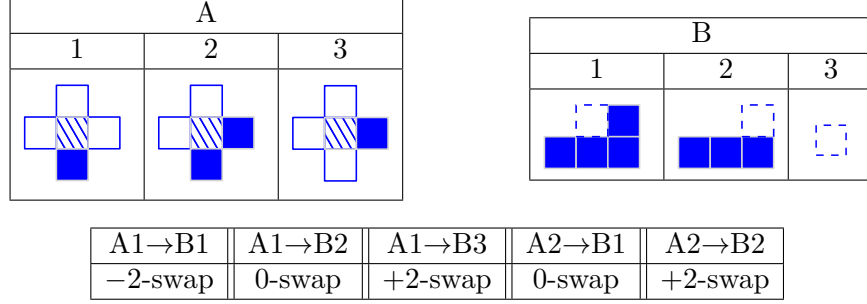 A
1 2 3
B
1 2 3
A1→B1 A1→B2 A1→B3 A2→B1 A2→B2
−2-swap 0-swap +2-swap 0-swap +2-swap